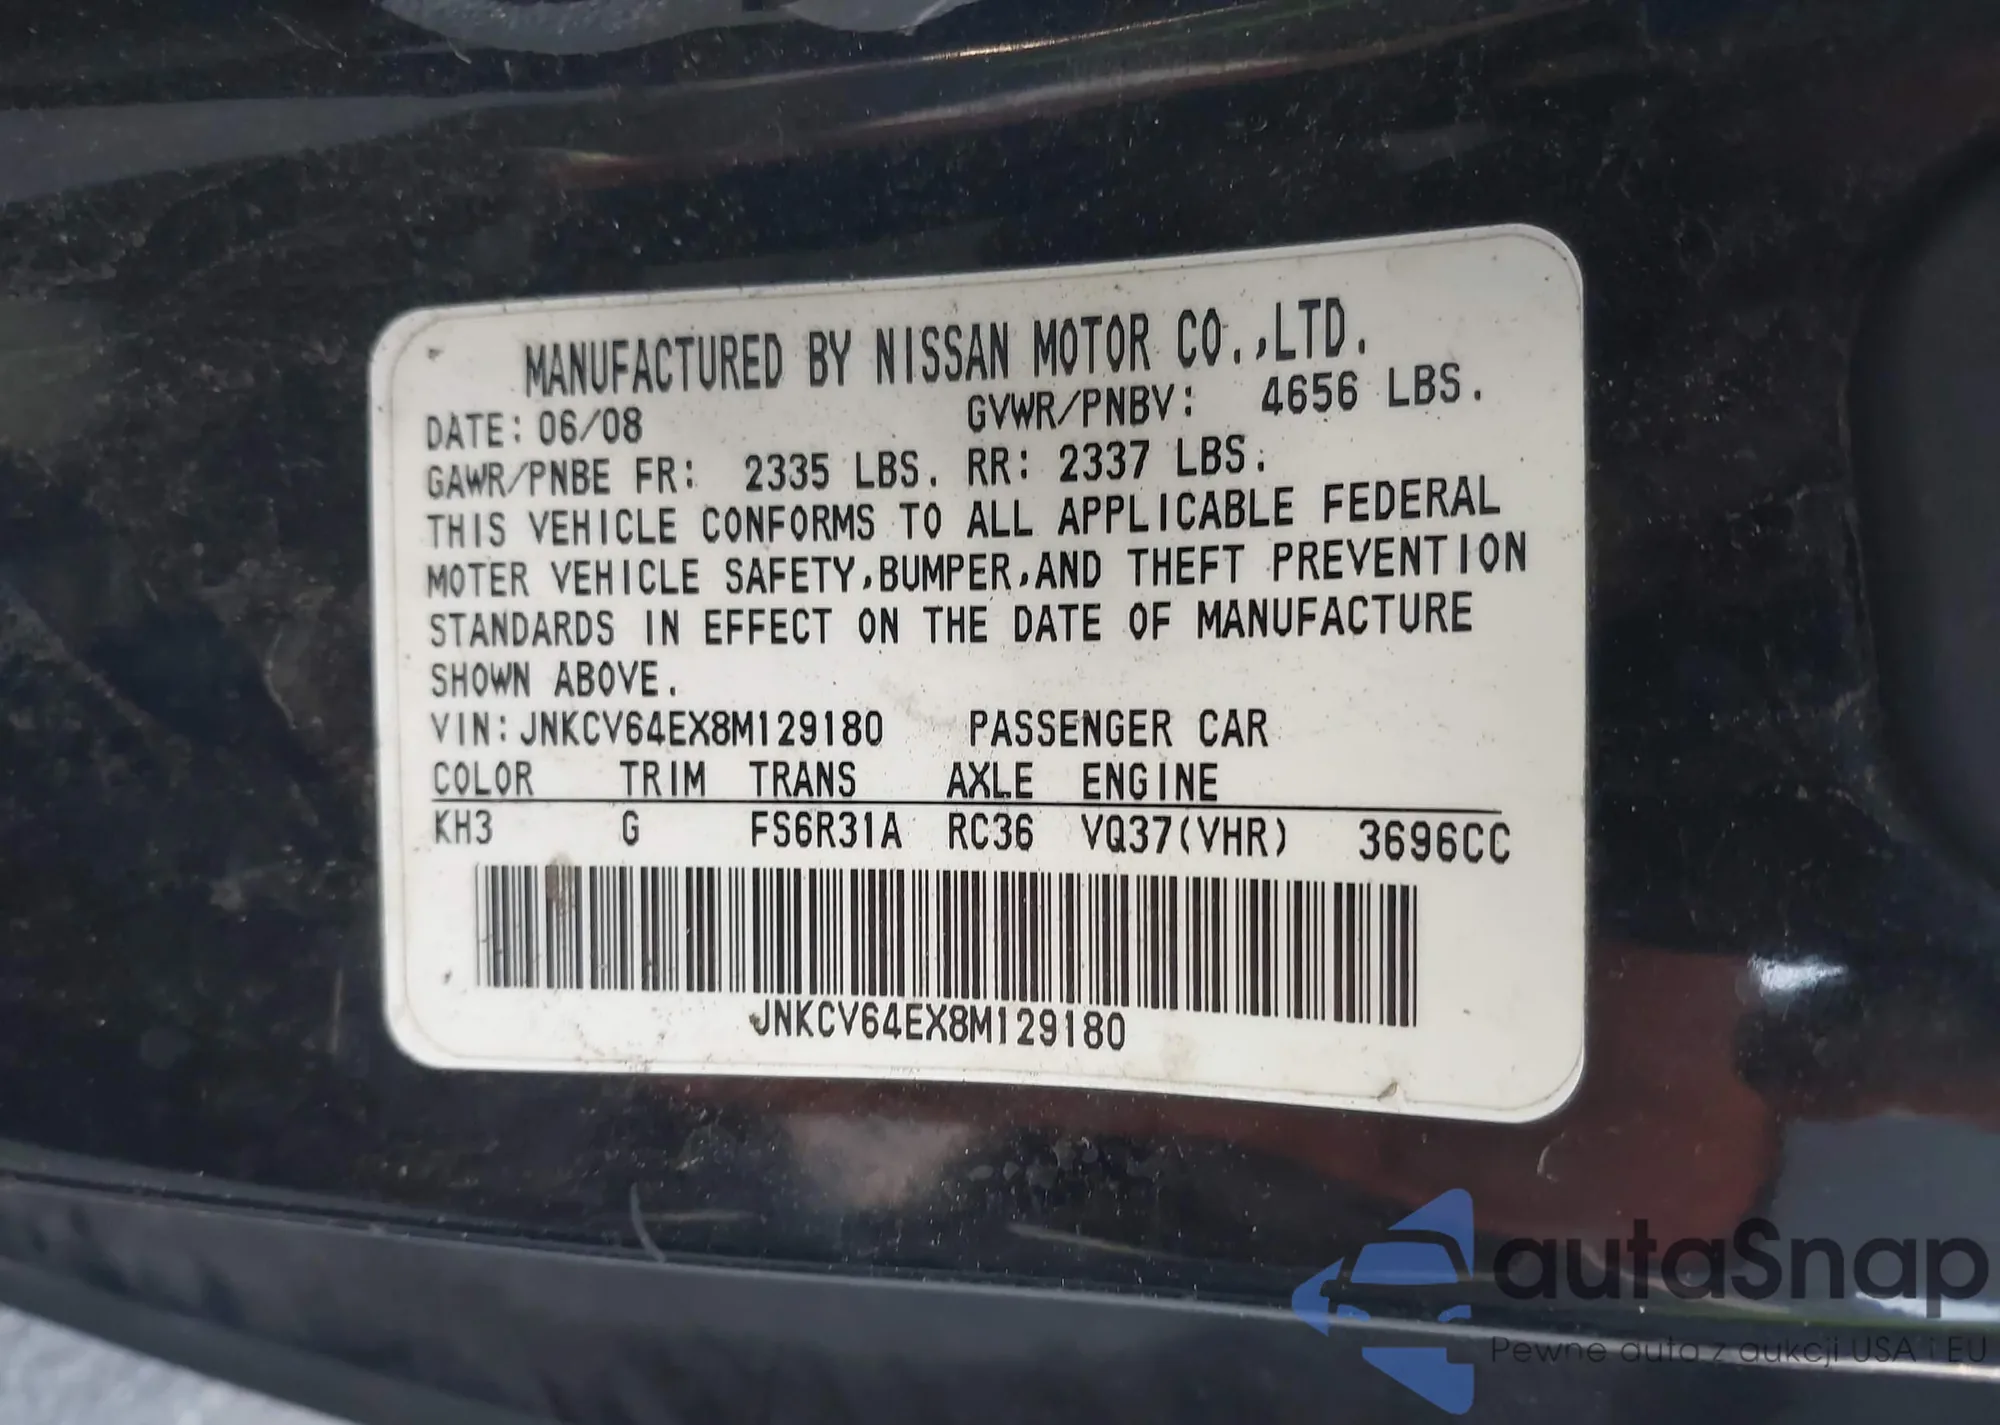 MANUFACTURED BY NISSAN MOTOR CO.,LTD.
DATE: 06/08 GVWR/PNBV: 4656 LBS.
GAWR/PNBE FR: 2335 LBS. RR: 2337 LBS.
THIS VEHICLE CONFORMS TO ALL APPLICABLE FEDERAL
MOTER VEHICLE SAFETY,BUMPER,AND THEFT PREVENTION
STANDARDS IN EFFECT ON THE DATE OF MANUFACTURE
SHOWN ABOVE.
VIN:JNKCV64EX8M129180 PASSENGER CAR
COLOR TRIM TRANS AXLE ENGINE
KH3 G FS6R31A RC36 VQ37(VHR) 3696CC
JNKCV64EX8M129180
autaSnap
Pewne auta z aukcji USA i EU